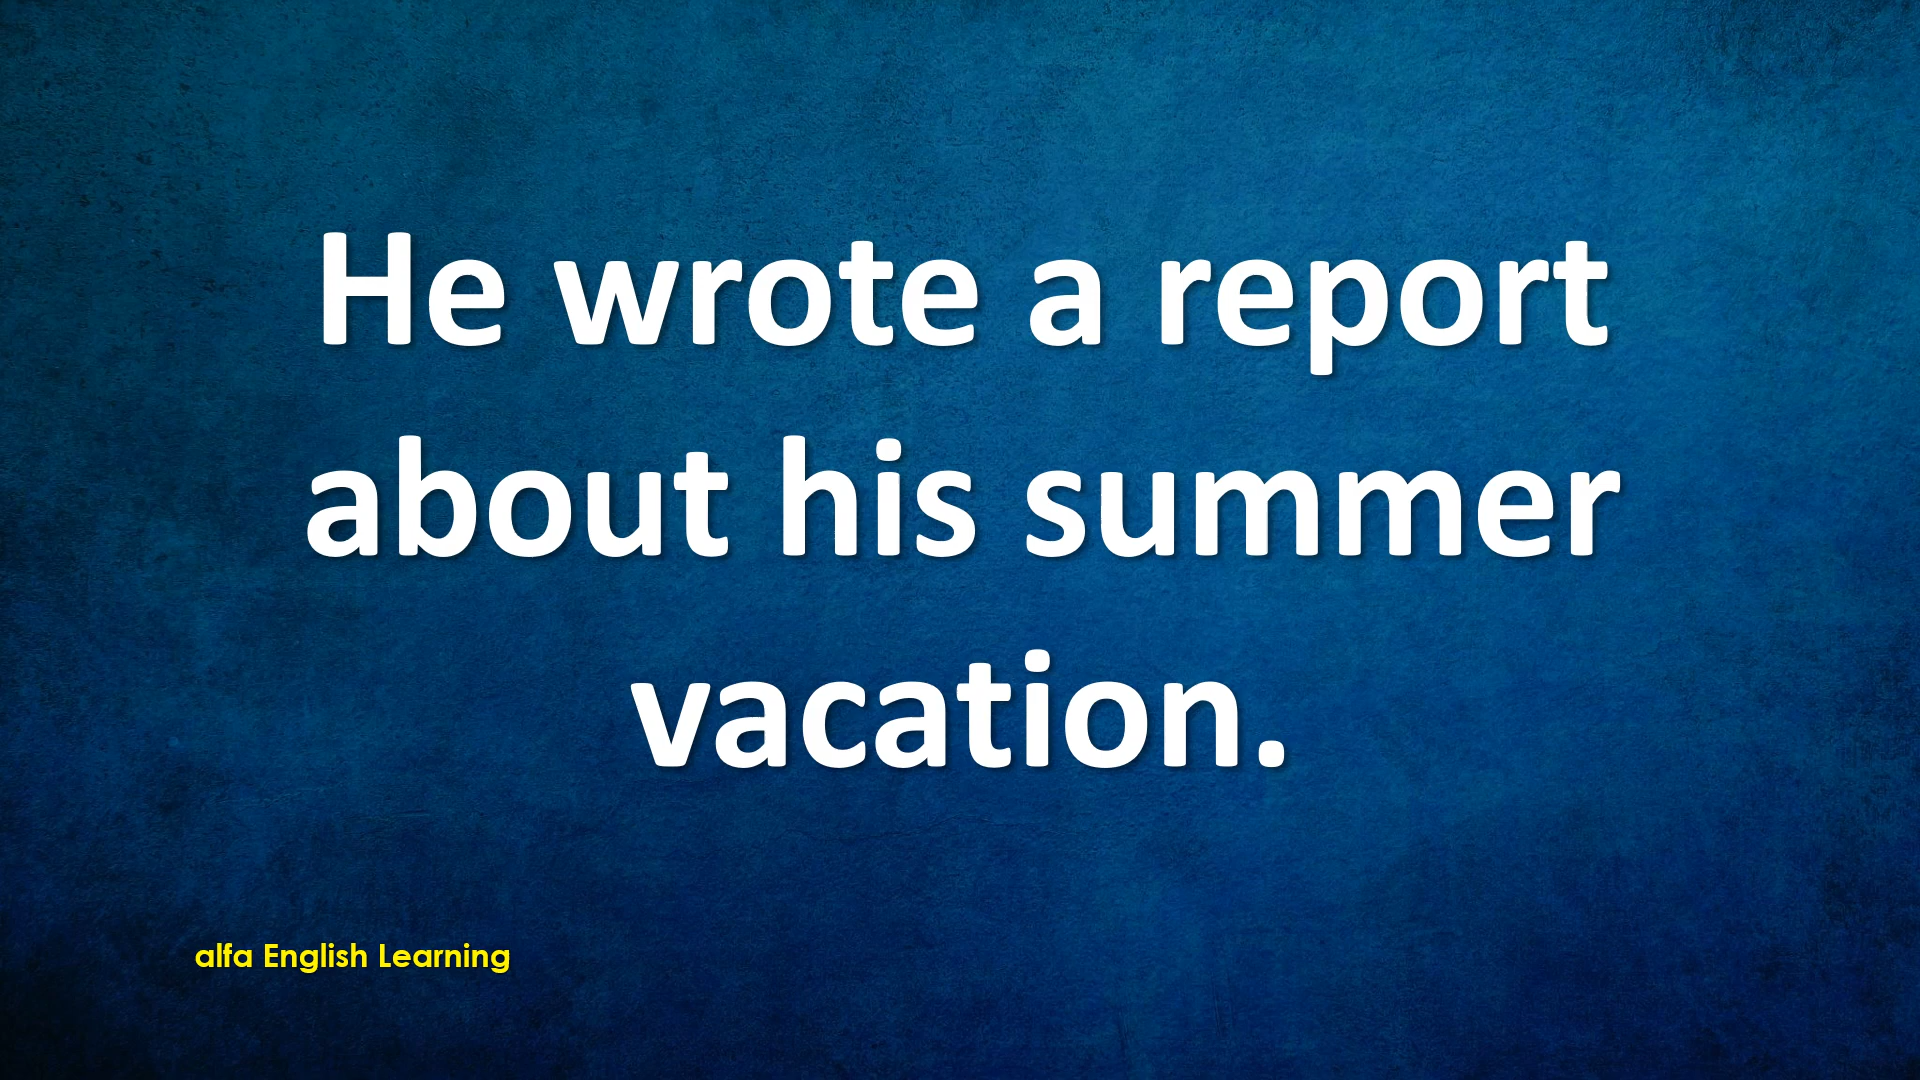 He wrote a report
about his summer
vacation.
alfa English Learning